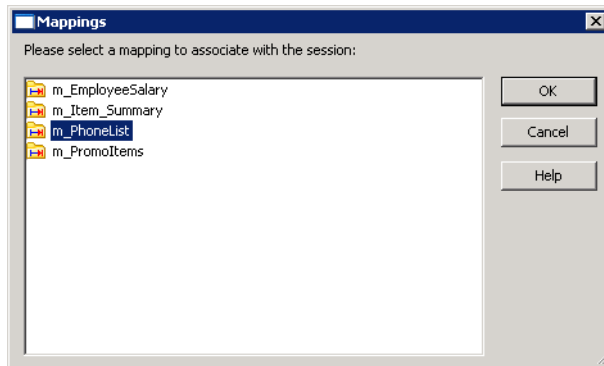 Mappings
Please select a mapping to associate with the session:
m_EmployeeSalary
m_Item_Summary
m_PhoneList
m_PromoItems
OK
Cancel
Help